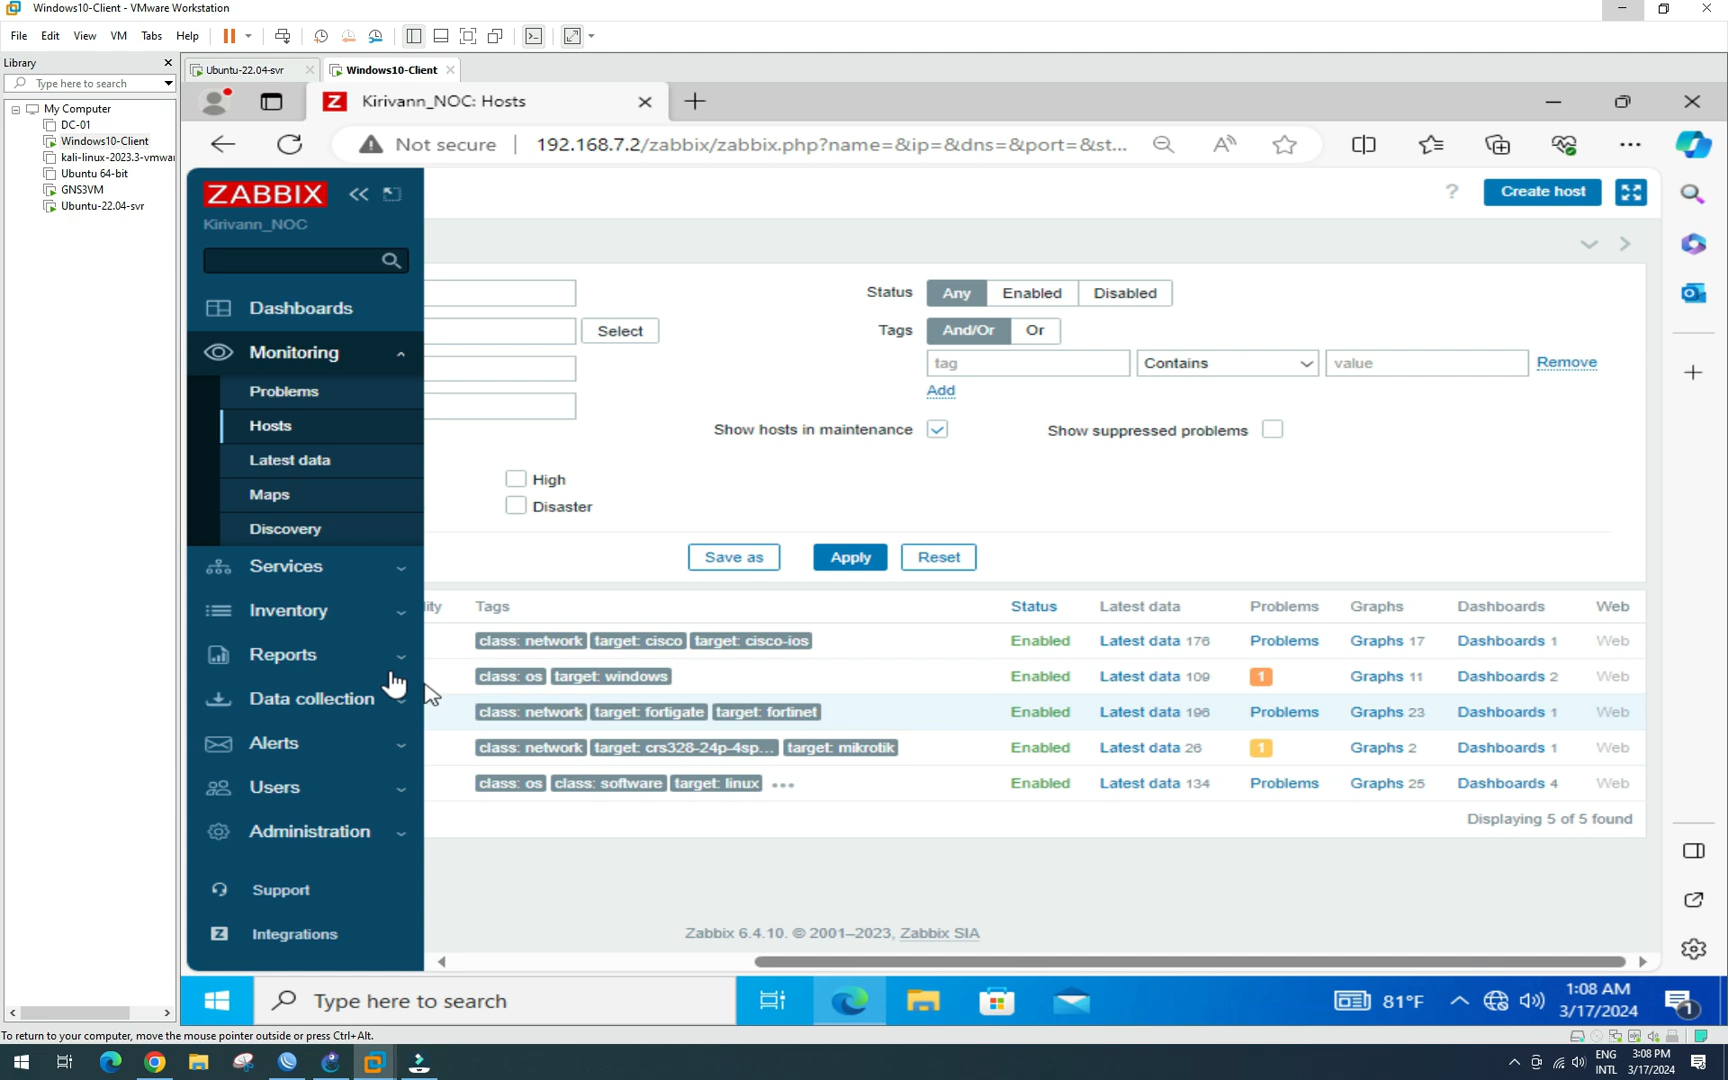 Windows10-Client - VMware Workstation
File Edit View VM Tabs Help
Library
Type here to search
My Computer
DC-01
Windows10-Client
kali-linux-2023.3-vmwar
Ubuntu 64-bit
GNS3VM
Ubuntu-22.04-svr
Ubuntu-22.04-svr Windows10-Client
Kirivann_NOC: Hosts
Not secure 192.168.7.2/zabbix/zabbix.php?name=&ip=&dns=&port=&st...
ZABBIX
Kirivann_NOC
Dashboards
Monitoring
Problems
Hosts
Latest data
Maps
Discovery
Services
Inventory
Reports
Data collection
Alerts
Users
Administration
Support
Integrations
? Create host
Status Any Enabled Disabled
Select
Tags And/Or Or
tag Contains value Remove
Add
Show hosts in maintenance Show suppressed problems
High
Disaster
Save as Apply Reset
lity Tags Status Latest data Problems Graphs Dashboards Web
class: network target: cisco target: cisco-ios Enabled Latest data 176 Problems Graphs 17 Dashboards 1 Web
class: os target: windows Enabled Latest data 109 1 Graphs 11 Dashboards 2 Web
class: network target: fortigate target: fortinet Enabled Latest data 196 Problems Graphs 23 Dashboards 1 Web
class: network target: crs328-24p-4sp... target: mikrotik Enabled Latest data 26 1 Graphs 2 Dashboards 1 Web
class: os class: software target: linux ••• Enabled Latest data 134 Problems Graphs 25 Dashboards 4 Web
Displaying 5 of 5 found
Zabbix 6.4.10. © 2001–2023, Zabbix SIA
Type here to search
81°F
1:08 AM
3/17/2024
1
To return to your computer, move the mouse pointer outside or press Ctrl+Alt.
ENG
INTL
3:08 PM
3/17/2024